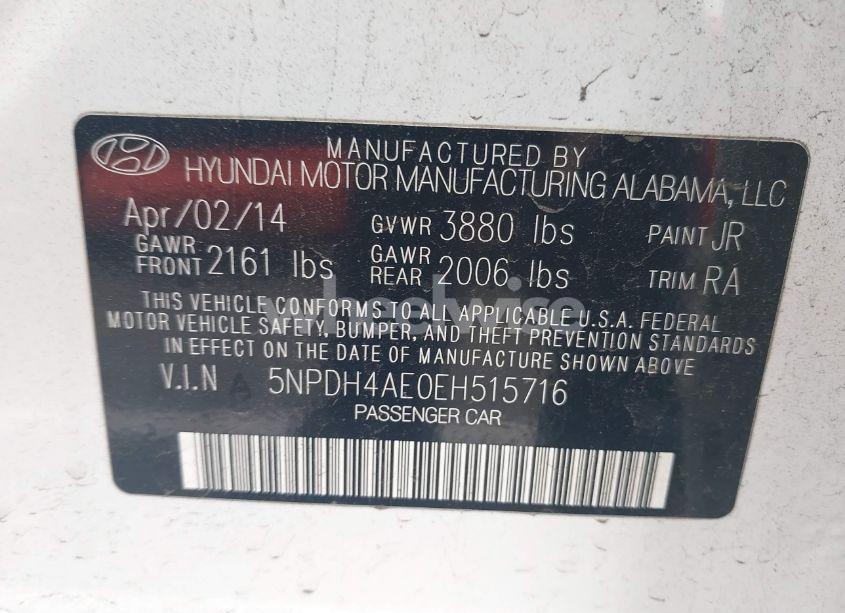 MANUFACTURED BY
HYUNDAI MOTOR MANUFACTURING ALABAMA, LLC
Apr/02/14 GVWR 3880 lbs PAINT JR
GAWR FRONT 2161 lbs GAWR REAR 2006 lbs TRIM RA
THIS VEHICLE CONFORMS TO ALL APPLICABLE U.S.A. FEDERAL
MOTOR VEHICLE SAFETY, BUMPER, AND THEFT PREVENTION STANDARDS
IN EFFECT ON THE DATE OF MANUFACTURE SHOWN ABOVE
V.I.N A 5NPDH4AE0EH515716
PASSENGER CAR